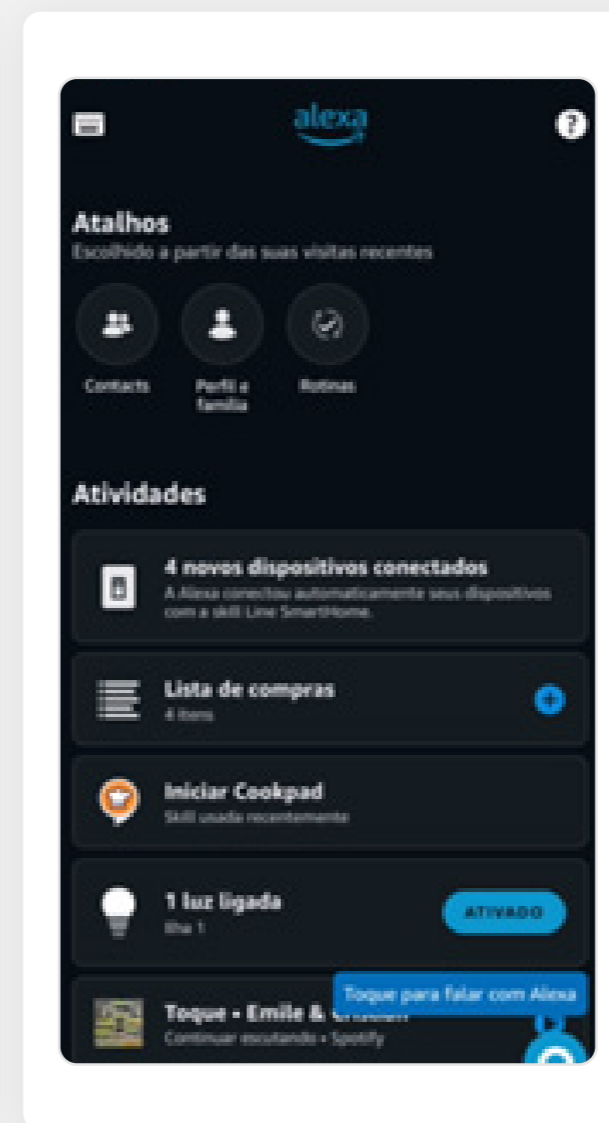 alexa
?
Atalhos
Escolhido a partir das suas visitas recentes
Contacts
Perfil e
família
Rotinas
Atividades
4 novos dispositivos conectados
A Alexa conectou automaticamente seus dispositivos
com a skill Line SmartHome.
Lista de compras
4 itens
Iniciar Cookpad
Skill usada recentemente
1 luz ligada
Ilha 1
ATIVADO
Toque para falar com Alexa
Toque • Emile &
Continuar escutando • Spotify